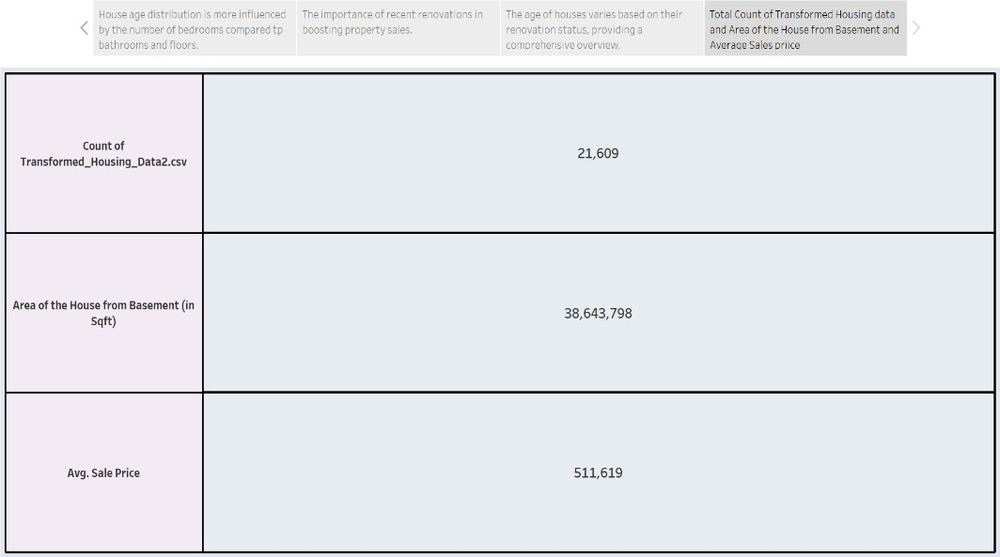 House age distribution is more influenced
by the number of bedrooms compared tp
bathrooms and floors.
The importance of recent renovations in
boosting property sales.
The age of houses varies based on their
renovation status, providing a
comprehensive overview.
Total Count of Transformed Housing data
and Area of the House from Basement and
Average Sales priice
Count of
Transformed_Housing_Data2.csv
21,609
Area of the House from Basement (in
Sqft)
38,643,798
Avg. Sale Price
511,619